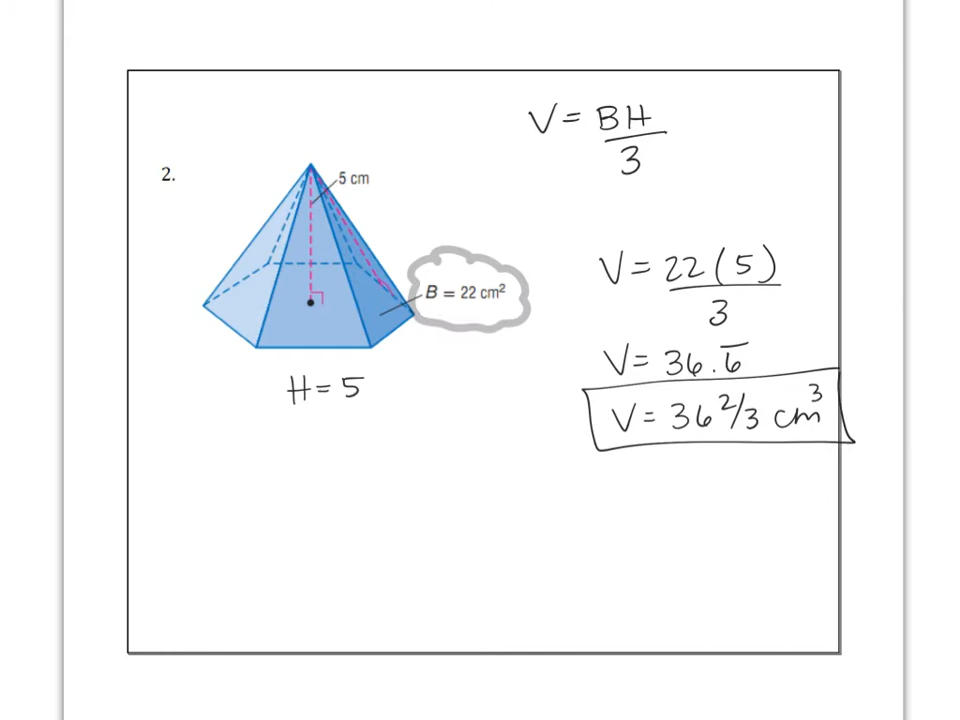 V = BH
3
2.
5 cm
V = 22 (5)
3
B = 22 cm²
V = 36.6̅
H = 5
V = 36 2/3 cm³